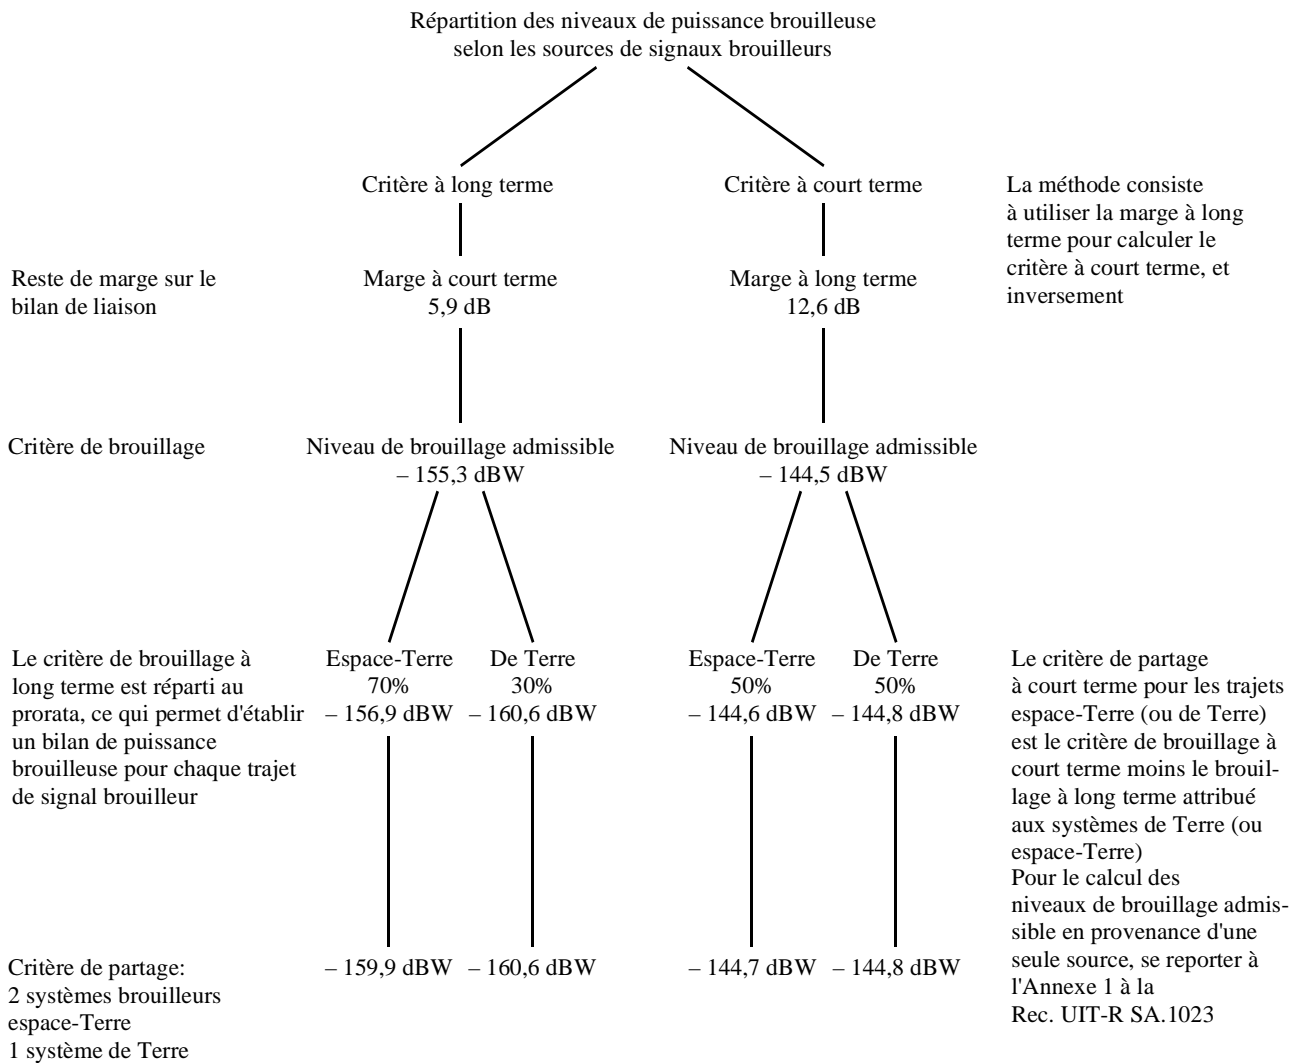 Répartition des niveaux de puissance brouilleuse
selon les sources de signaux brouilleurs
Critère à long terme
Critère à court terme
La méthode consiste
à utiliser la marge à long
terme pour calculer le
critère à court terme, et
inversement
Reste de marge sur le
bilan de liaison
Marge à court terme
5,9 dB
Marge à long terme
12,6 dB
Critère de brouillage
Niveau de brouillage admissible
– 155,3 dBW
Niveau de brouillage admissible
– 144,5 dBW
Le critère de brouillage à
long terme est réparti au
prorata, ce qui permet d'établir
un bilan de puissance
brouilleuse pour chaque trajet
de signal brouilleur
Espace-Terre
70%
– 156,9 dBW
De Terre
30%
– 160,6 dBW
Espace-Terre
50%
– 144,6 dBW
De Terre
50%
– 144,8 dBW
Le critère de partage
à court terme pour les trajets
espace-Terre (ou de Terre)
est le critère de brouillage à
court terme moins le brouil-
lage à long terme attribué
aux systèmes de Terre (ou
espace-Terre)
Pour le calcul des
niveaux de brouillage admis-
sible en provenance d'une
seule source, se reporter à
l'Annexe 1 à la
Rec. UIT-R SA.1023
Critère de partage:
2 systèmes brouilleurs
espace-Terre
1 système de Terre
– 159,9 dBW
– 160,6 dBW
– 144,7 dBW
– 144,8 dBW